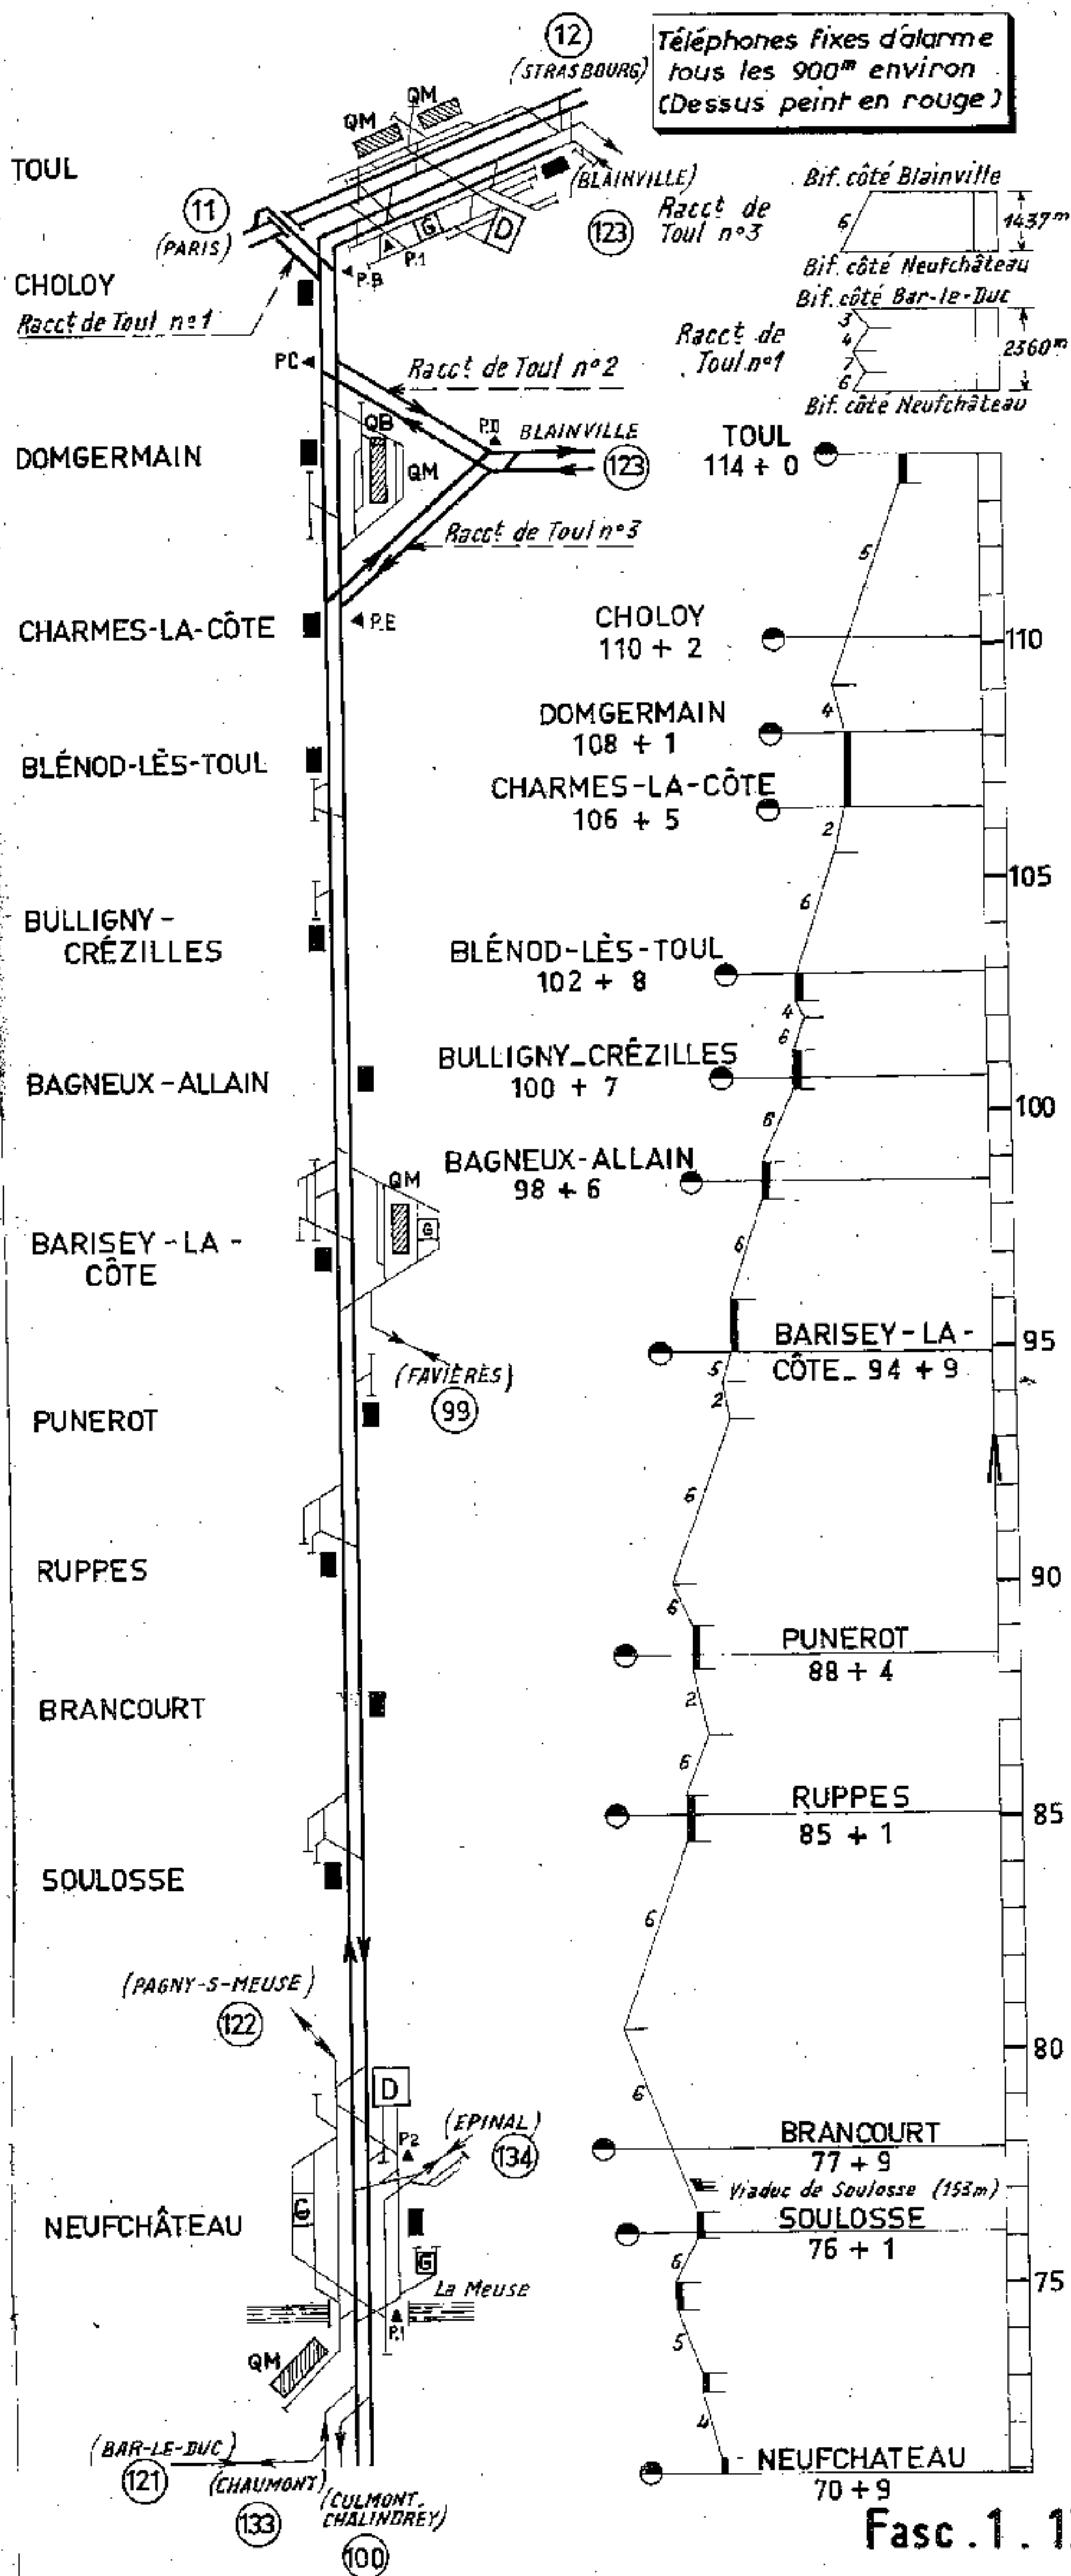 12
(STRASBOURG)
Téléphones fixes d'alarme
tous les 900m environ
(Dessus peint en rouge)
QM
QM
TOUL
11
(PARIS)
(BLAINVILLE)
123
G
D
P.1
P.B
Racct de
Toul n°3
Bif. côté Blainville
6
1437m
Bif. côté Neufchâteau
CHOLOY
Racct de Toul n°1
Racct de
Toul n°1
Bif. côté Bar-le-Duc
3
4
7
6
2360m
Bif. côté Neufchâteau
PC
Racct de Toul n°2
DOMGERMAIN
QB
QM
P.D
BLAINVILLE
123
Racct de Toul n°3
TOUL
114 + 0
5
CHARMES-LA-CÔTE
P.E
CHOLOY
110 + 2
110
4
DOMGERMAIN
108 + 1
BLÉNOD-LÈS-TOUL
CHARMES-LA-CÔTE
106 + 5
2
105
6
BULLIGNY-
CRÉZILLES
BLÉNOD-LÈS-TOUL
102 + 8
4
6
BULLIGNY_CRÉZILLES
100 + 7
100
6
BAGNEUX-ALLAIN
BAGNEUX-ALLAIN
98 + 6
6
QM
G
BARISEY-LA-
CÔTE
BARISEY-LA-
CÔTE_ 94 + 9
95
5
2
(FAVIÈRES)
99
PUNEROT
6
RUPPES
90
6
PUNEROT
88 + 4
2
BRANCOURT
6
RUPPES
85 + 1
85
SOULOSSE
6
(PAGNY-S-MEUSE)
122
80
6
D
P2
(EPINAL)
134
BRANCOURT
77 + 9
Viaduc de Soulosse (153m)
NEUFCHÂTEAU
G
G
SOULOSSE
76 + 1
6
75
La Meuse
P.1
5
QM
4
(BAR-LE-DUC)
121
(CHAUMONT)
133
(CULMONT-
CHALINDREY)
100
NEUFCHATEAU
70 + 9
Fasc. 1. 1